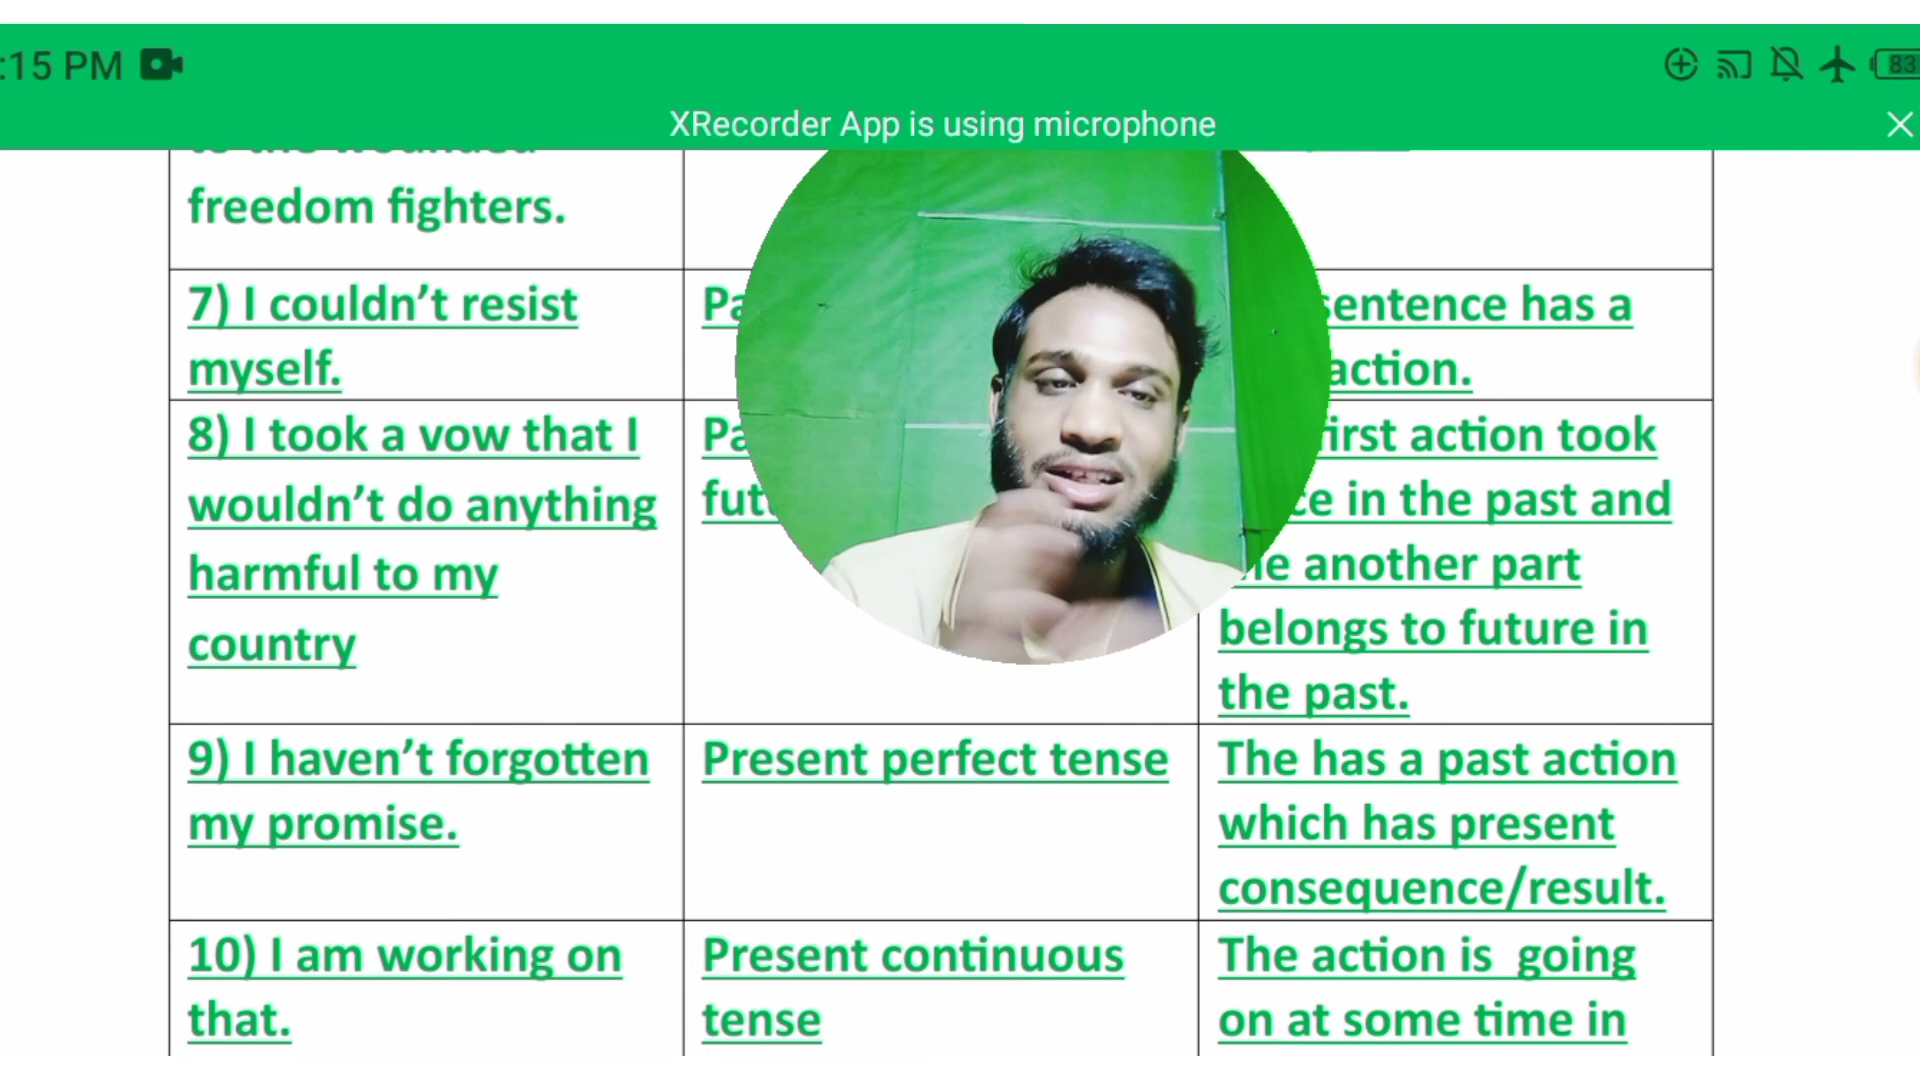 :15 PM
83
XRecorder App is using microphone
freedom fighters.
7) I couldn't resist
myself.
sentence has a
action.
8) I took a vow that I
wouldn't do anything
harmful to my
country
first action took
in the past and
another part
belongs to future in
the past.
9) I haven't forgotten
my promise.
Present perfect tense
The has a past action
which has present
consequence/result.
10) I am working on
that.
Present continuous
tense
The action is going
on at some time in